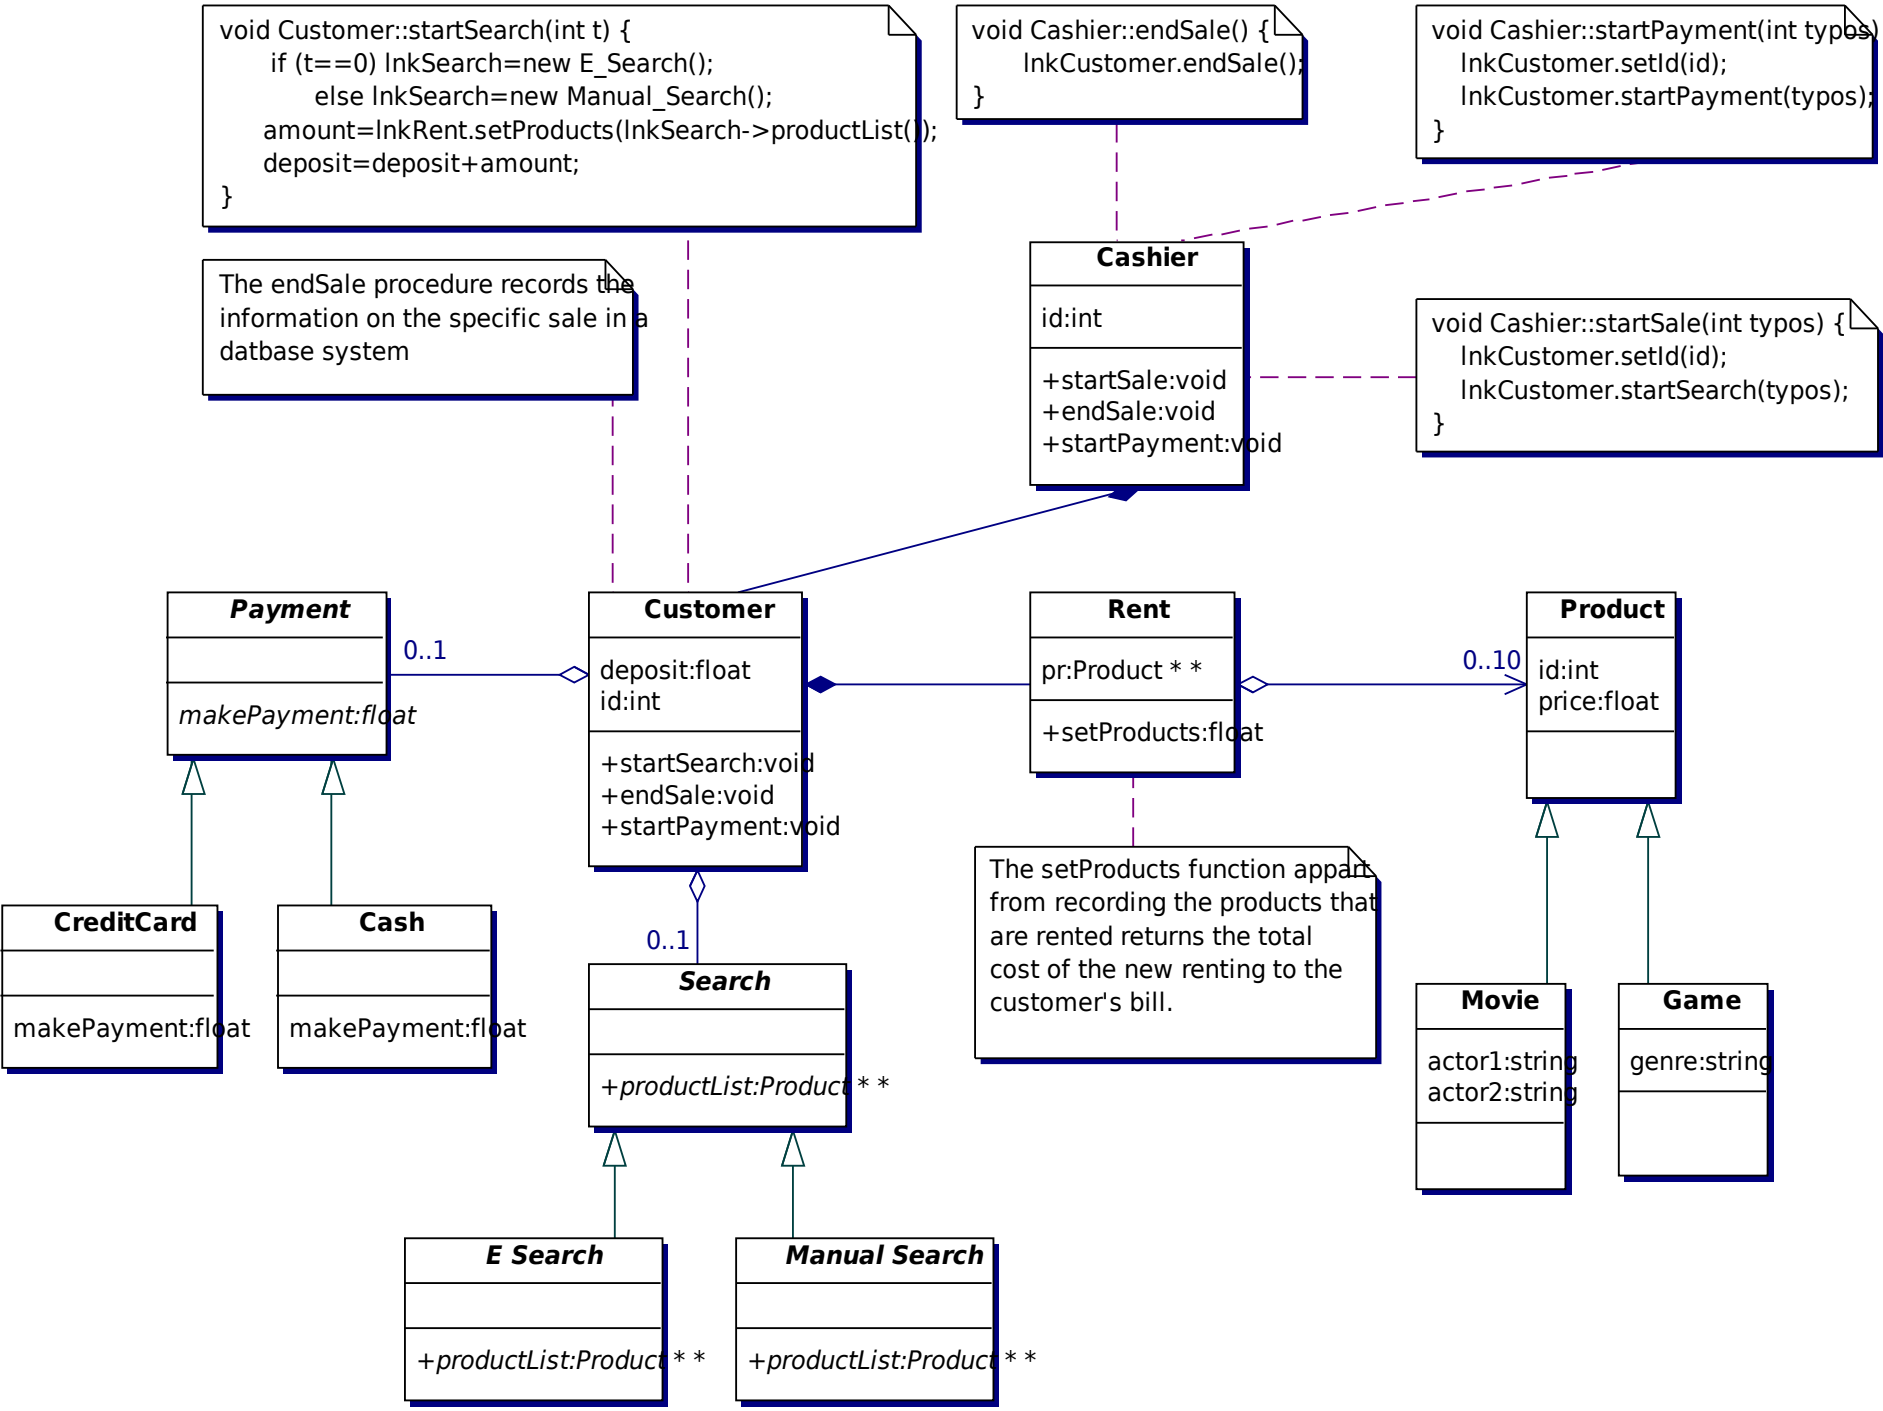 void Customer::startSearch(int t) {
if (t==0) lnkSearch=new E_Search();
else lnkSearch=new Manual_Search();
amount=lnkRent.setProducts(lnkSearch->productList());
deposit=deposit+amount;
}
void Cashier::endSale() {
lnkCustomer.endSale();
}
void Cashier::startPayment(int typos)
lnkCustomer.setId(id);
lnkCustomer.startPayment(typos);
}
The endSale procedure records the
information on the specific sale in a
datbase system
Cashier
id:int
+startSale:void
+endSale:void
+startPayment:void
void Cashier::startSale(int typos) {
lnkCustomer.setId(id);
lnkCustomer.startSearch(typos);
}
Payment
makePayment:float
0..1
Customer
deposit:float
id:int
+startSearch:void
+endSale:void
+startPayment:void
Rent
pr:Product * *
+setProducts:float
0..10
Product
id:int
price:float
The setProducts function appart
from recording the products that
are rented returns the total
cost of the new renting to the
customer's bill.
CreditCard
makePayment:float
Cash
makePayment:float
0..1
Search
+productList:Product * *
Movie
actor1:string
actor2:string
Game
genre:string
E Search
+productList:Product * *
Manual Search
+productList:Product * *